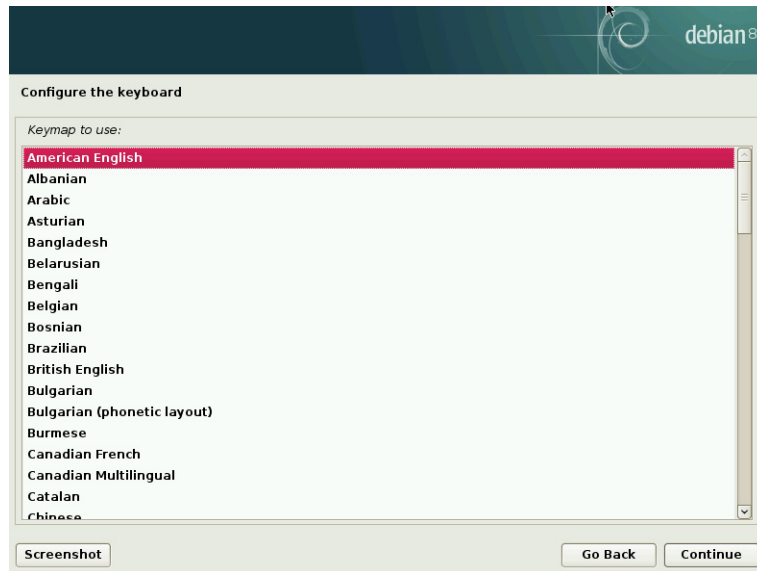 debian 8
Configure the keyboard
Keymap to use:
American English
Albanian
Arabic
Asturian
Bangladesh
Belarusian
Bengali
Belgian
Bosnian
Brazilian
British English
Bulgarian
Bulgarian (phonetic layout)
Burmese
Canadian French
Canadian Multilingual
Catalan
Chinese
Screenshot
Go Back
Continue